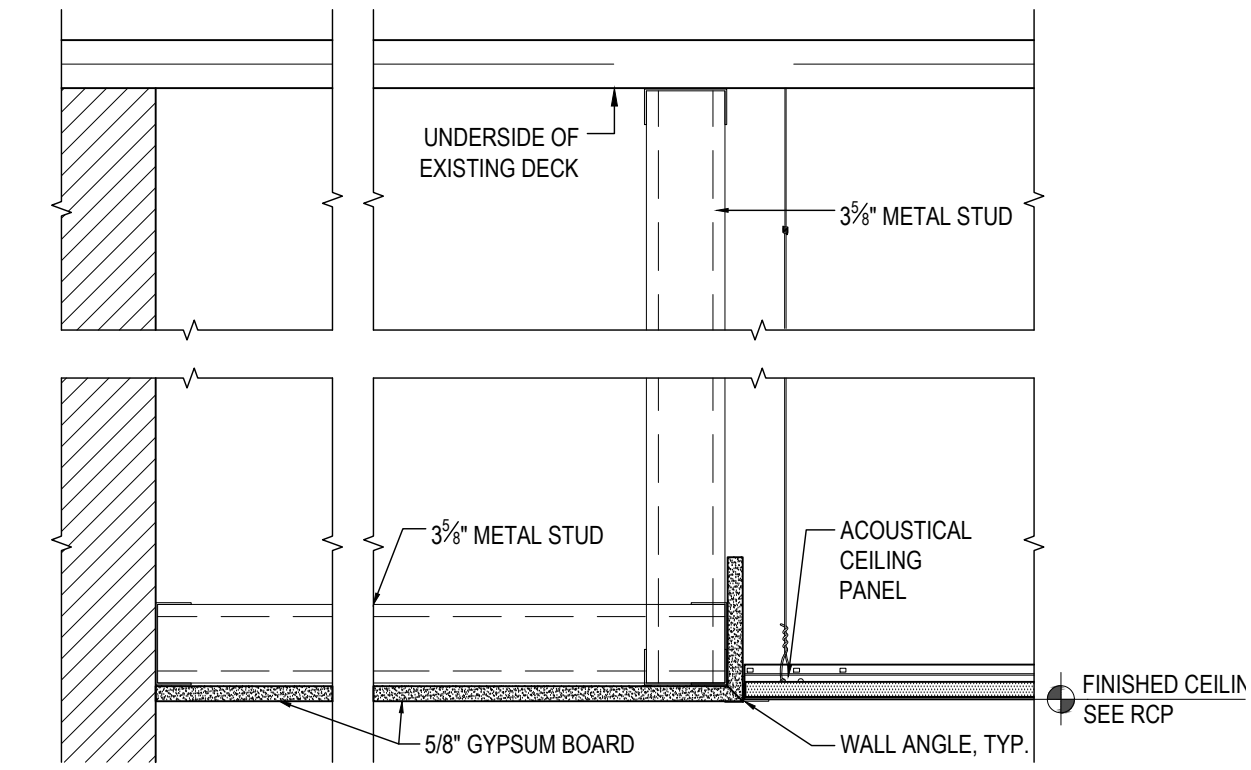 UNDERSIDE OF
EXISTING DECK
3⅝" METAL STUD
3⅝" METAL STUD
ACOUSTICAL
CEILING
PANEL
FINISHED CEILIN
SEE RCP
5/8" GYPSUM BOARD
WALL ANGLE, TYP.